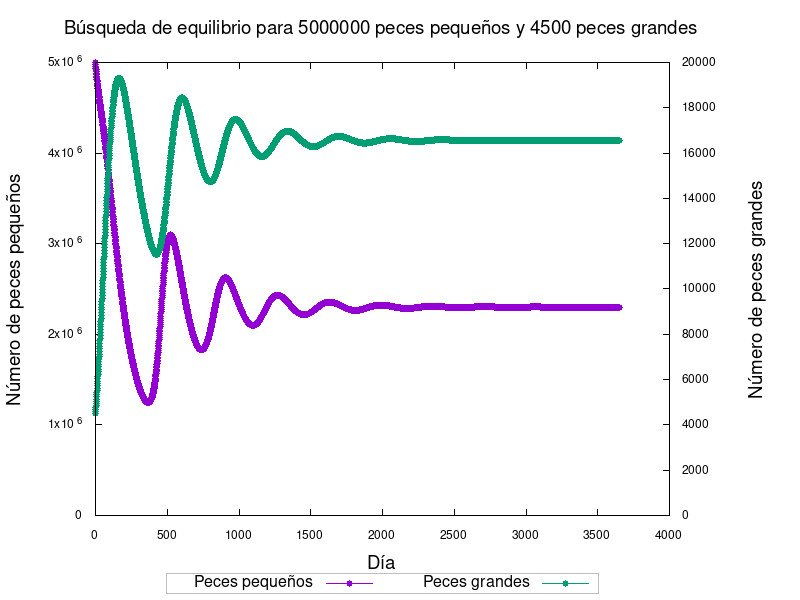 Búsqueda de equilibrio para 5000000 peces pequeños y 4500 peces grandes
5x10 6
4x10 6
3x10 6
2x10 6
1x10 6
0
Número de peces pequeños
20000
18000
16000
14000
12000
10000
8000
6000
4000
2000
0
Número de peces grandes
0 500 1000 1500 2000 2500 3000 3500 4000
Día
Peces pequeños Peces grandes